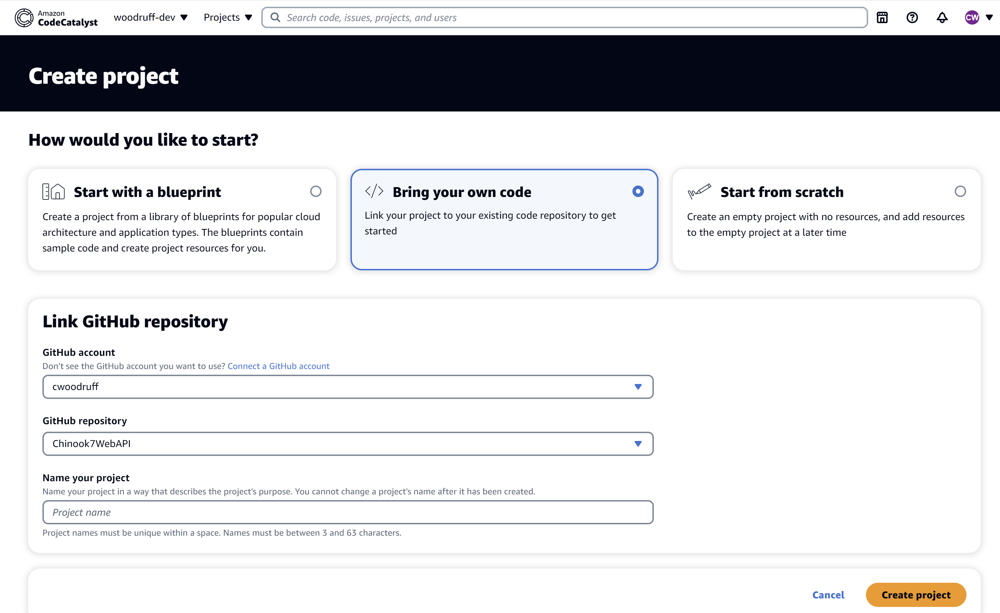 Amazon
CodeCatalyst
woodruff-dev
Projects
Search code, issues, projects, and users
CW
Create project
How would you like to start?
Start with a blueprint
Create a project from a library of blueprints for popular cloud
architecture and application types. The blueprints contain
sample code and create project resources for you.
Bring your own code
Link your project to your existing code repository to get
started
Start from scratch
Create an empty project with no resources, and add resources
to the empty project at a later time
Link GitHub repository
GitHub account
Don't see the GitHub account you want to use? Connect a GitHub account
cwoodruff
GitHub repository
Chinook7WebAPI
Name your project
Name your project in a way that describes the project's purpose. You cannot change a project's name after it has been created.
Project name
Project names must be unique within a space. Names must be between 3 and 63 characters.
Cancel
Create project